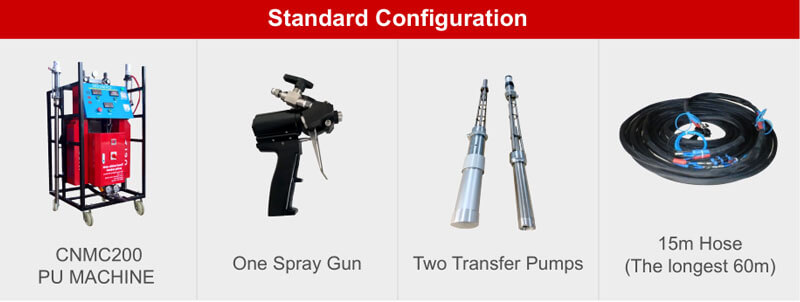 Standard Configuration
CNMC200
PU MACHINE
One Spray Gun
Two Transfer Pumps
15m Hose
(The longest 60m)